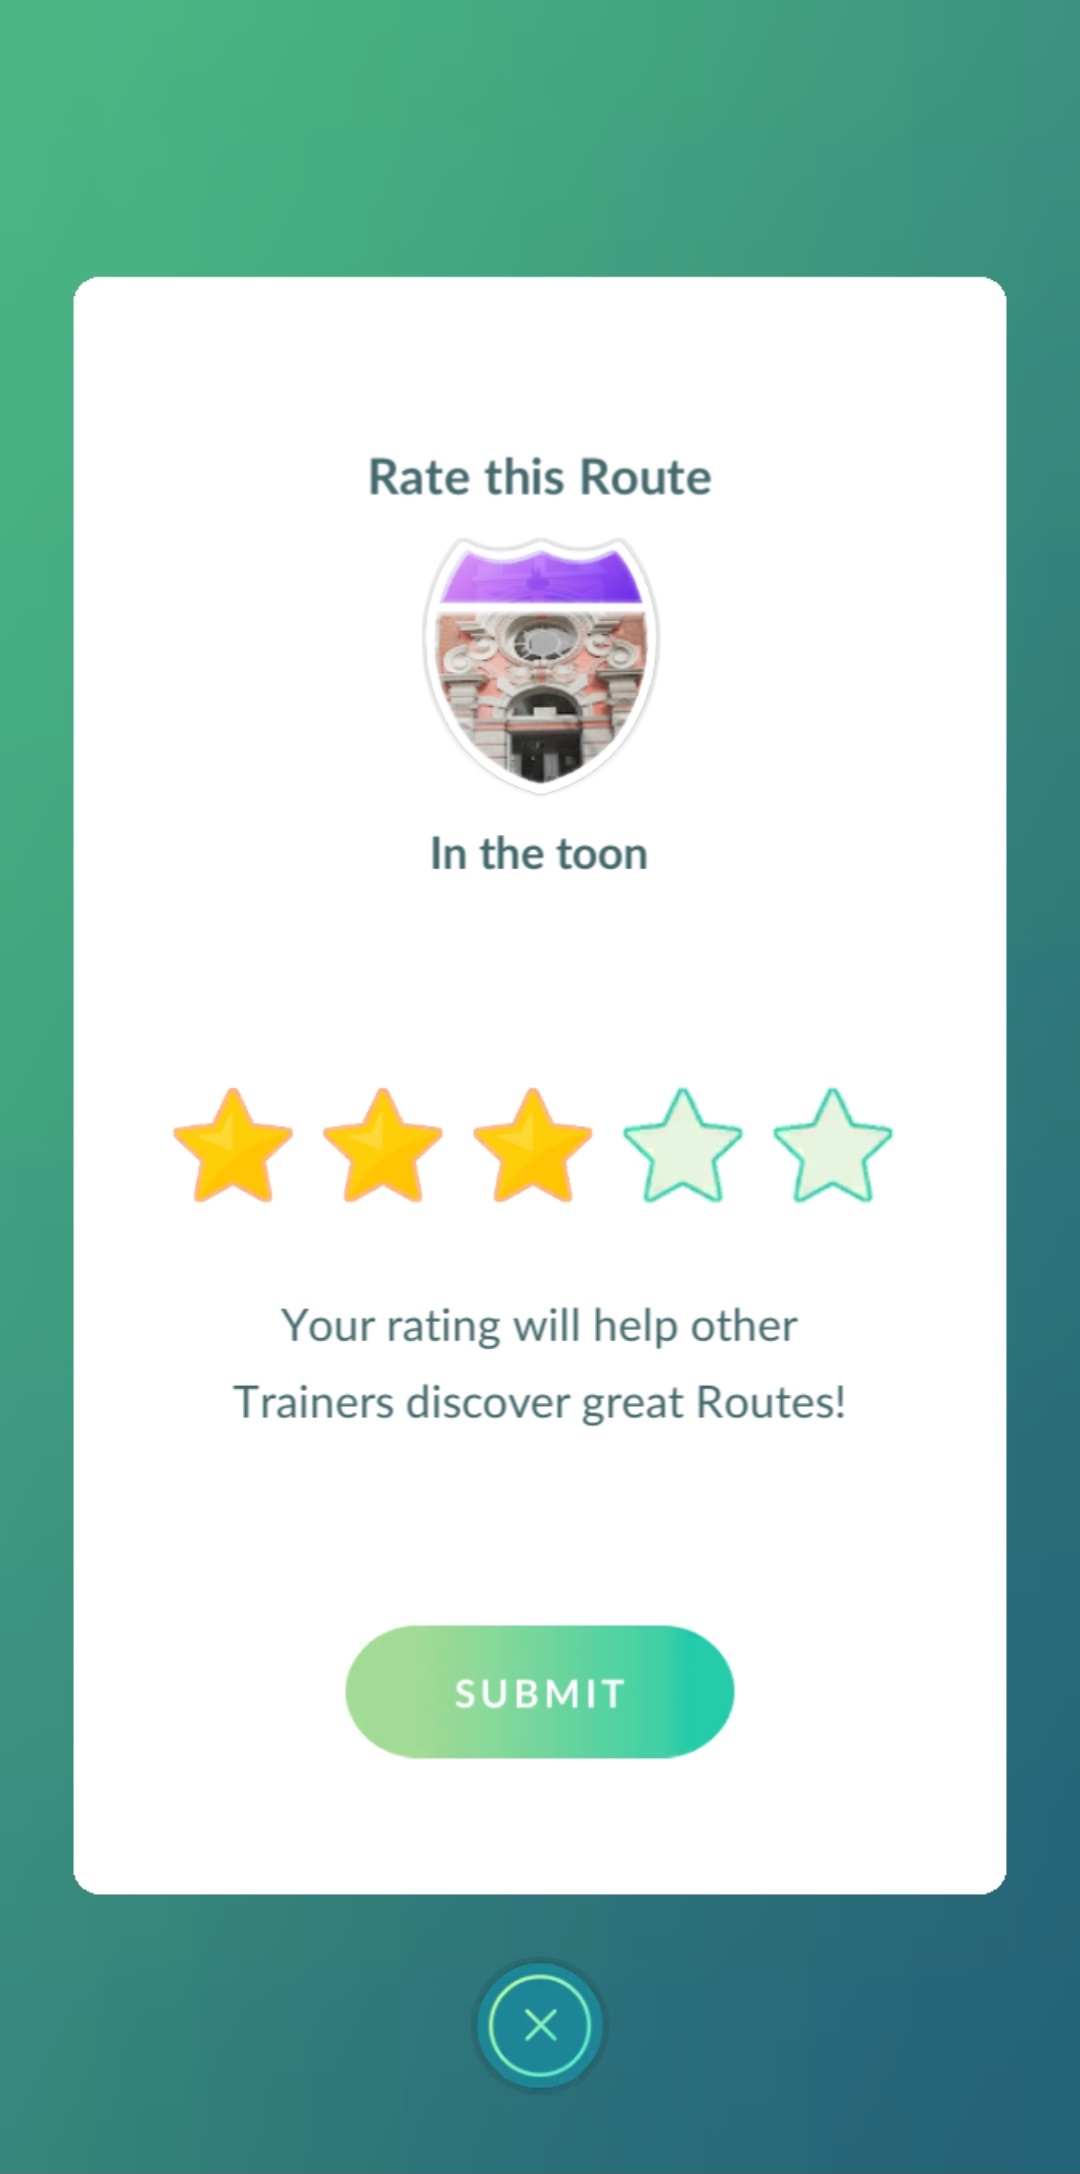 Rate this Route
In the toon
Your rating will help other
Trainers discover great Routes!
SUBMIT